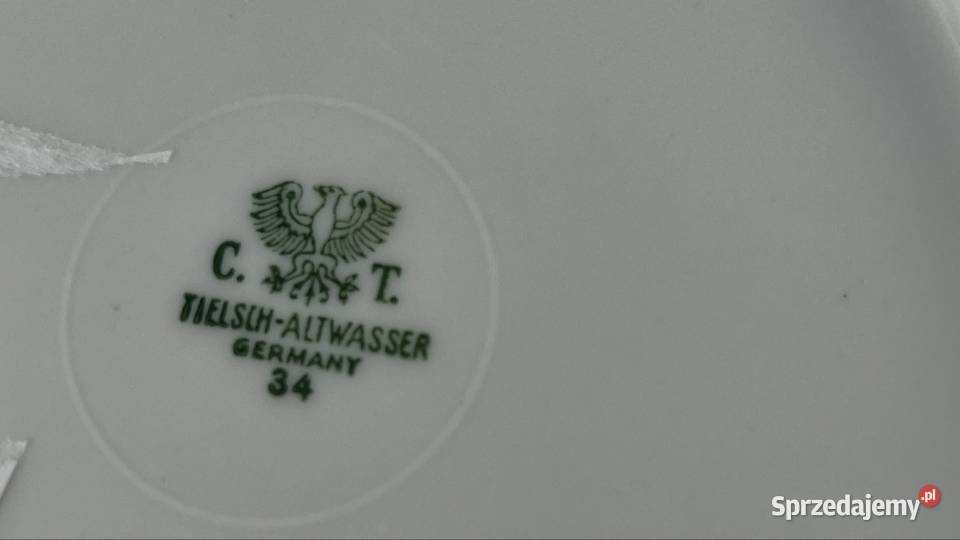 C. T.
TIELSCH-ALTWASSER
GERMANY
34
Sprzedajemy.pl